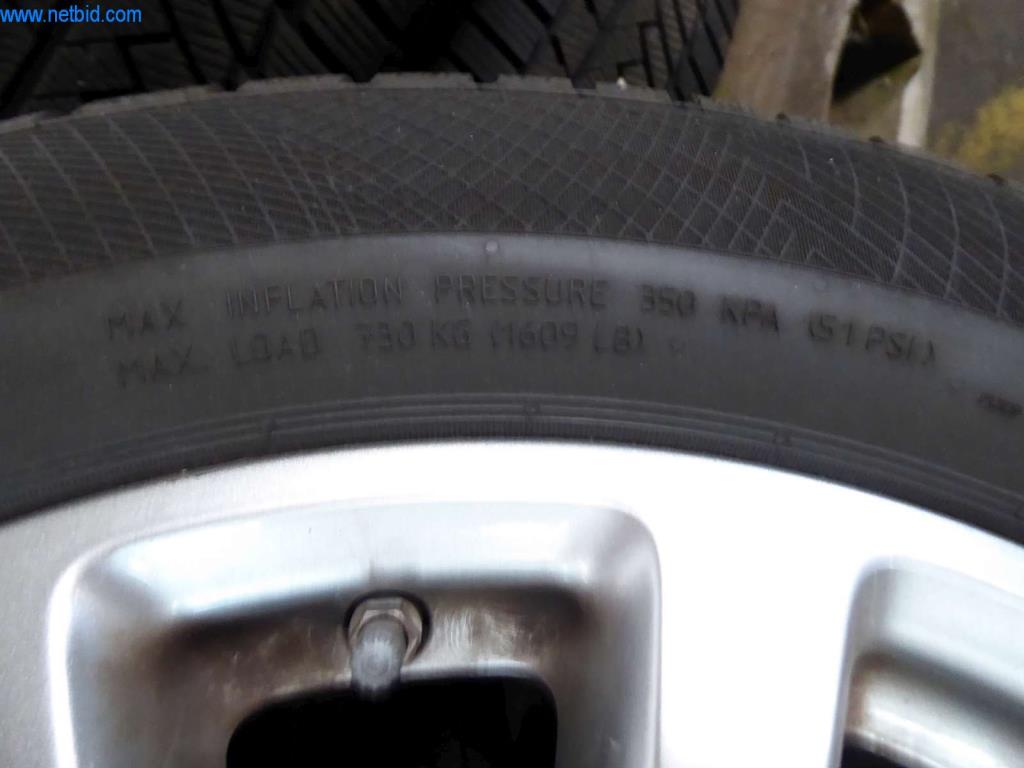 www.netbid.com
MAX INFLATION PRESSURE 350 KPA (51 PSI)
MAX. LOAD 730 KG (1609 LB)